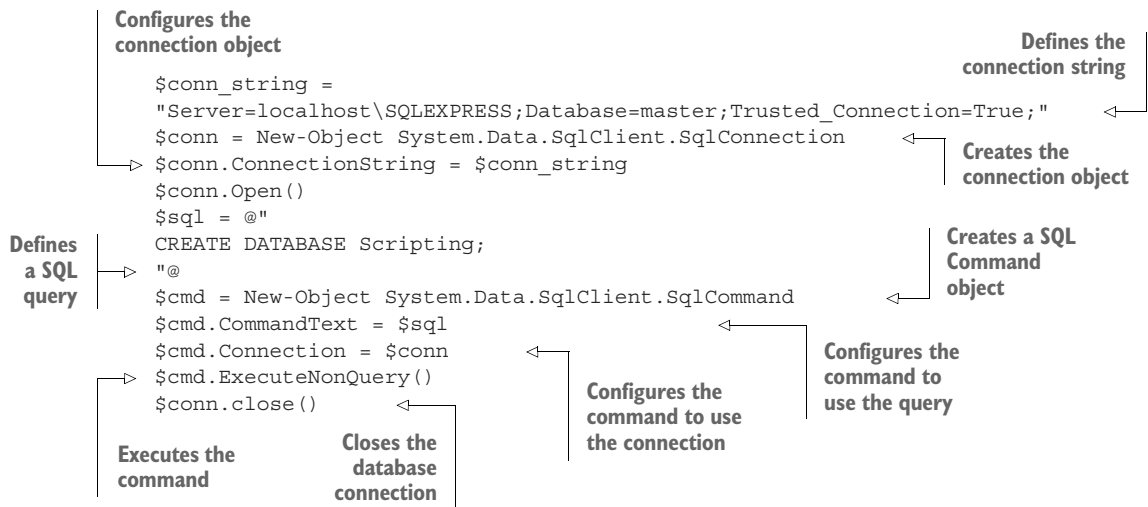 Configures the
connection object
Defines the
connection string
$conn_string =
"Server=localhost\SQLEXPRESS;Database=master;Trusted_Connection=True;"
$conn = New-Object System.Data.SqlClient.SqlConnection
Creates the
connection object
$conn.ConnectionString = $conn_string
$conn.Open()
$sql = @"
Defines
a SQL
query
CREATE DATABASE Scripting;
"@
Creates a SQL
Command
object
$cmd = New-Object System.Data.SqlClient.SqlCommand
$cmd.CommandText = $sql
Configures the
command to
use the query
$cmd.Connection = $conn
Configures the
command to use
the connection
$cmd.ExecuteNonQuery()
$conn.close()
Executes the
command
Closes the
database
connection